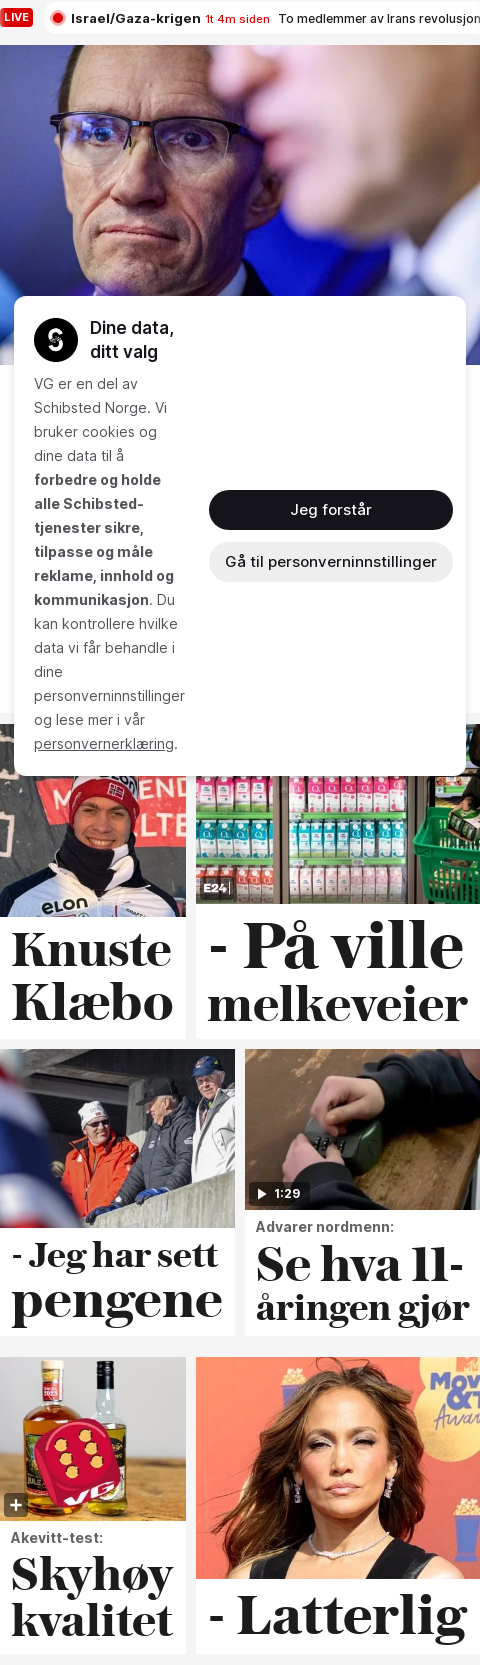 LIVE
Israel/Gaza-krigen 1t 4m siden To medlemmer av Irans revolusjon
Dine data,
ditt valg
VG er en del av
Schibsted Norge. Vi
bruker cookies og
dine data til å
forbedre og holde
alle Schibsted-
tjenester sikre,
tilpasse og måle
reklame, innhold og
kommunikasjon. Du
kan kontrollere hvilke
data vi får behandle i
dine
personverninnstillinger
og lese mer i vår
personvernerklæring.
Jeg forstår
Gå til personverninnstillinger
elon
E24
Knuste
Klæbo
- På ville
melkeveier
1:29
- Jeg har sett
pengene
Advarer nordmenn:
Se hva 11-
åringen gjør
VG
Akevitt-test:
Skyhøy
kvalitet
- Latterlig